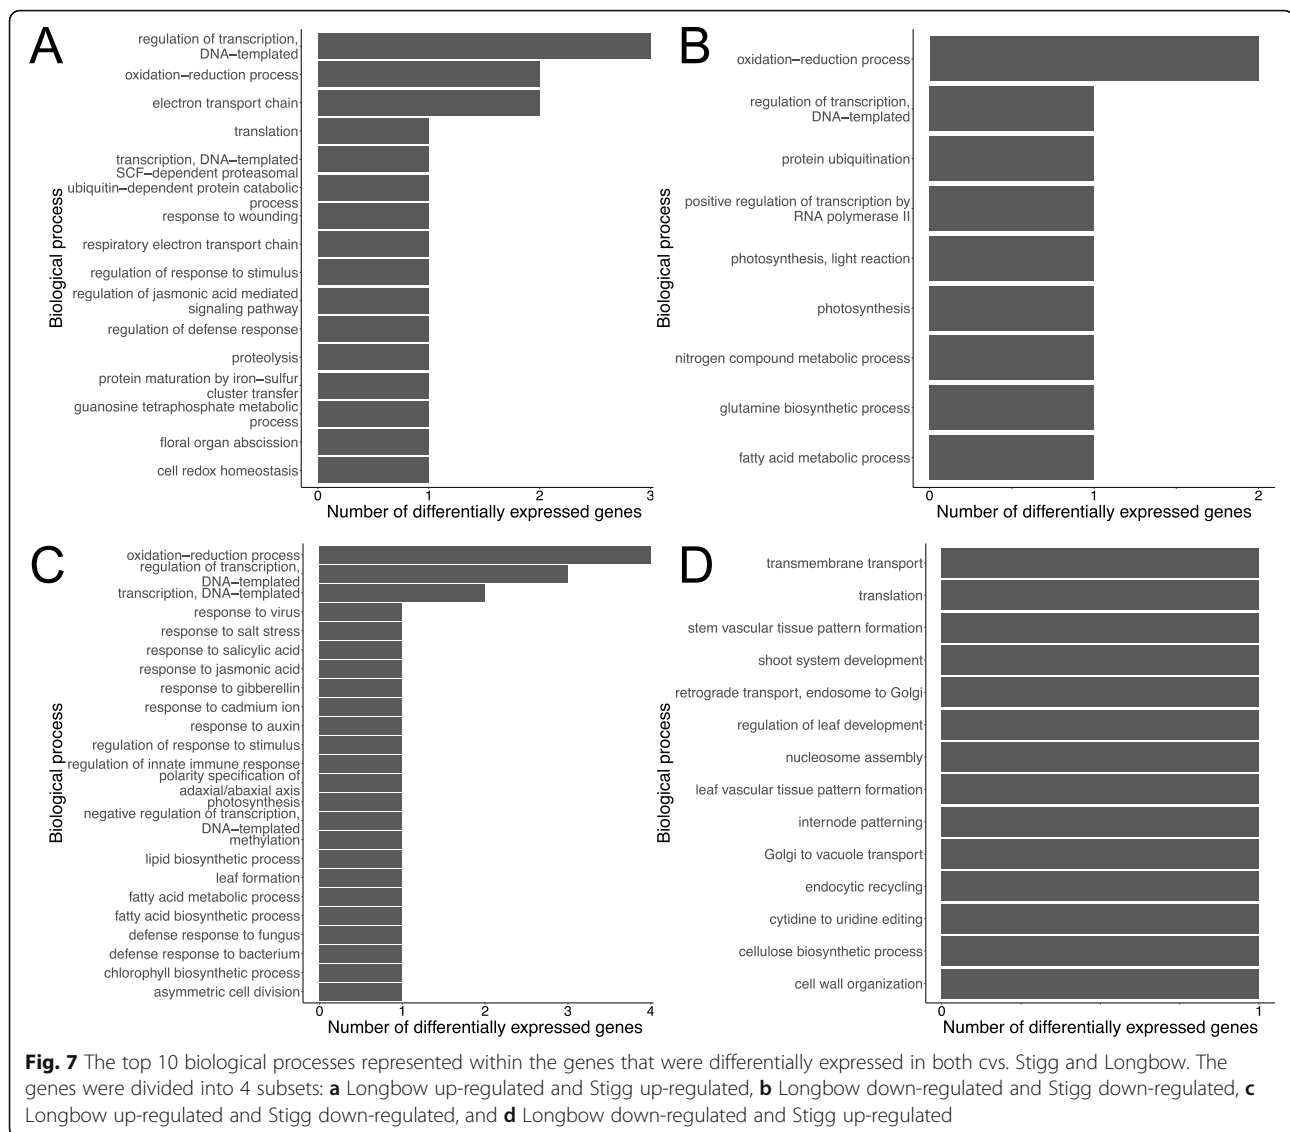 A
regulation of transcription,
DNA–templated
oxidation–reduction process
electron transport chain
translation
transcription, DNA–templated
SCF–dependent proteasomal
ubiquitin–dependent protein catabolic
process
response to wounding
respiratory electron transport chain
regulation of response to stimulus
regulation of jasmonic acid mediated
signaling pathway
regulation of defense response
proteolysis
protein maturation by iron–sulfur
cluster transfer
guanosine tetraphosphate metabolic
process
floral organ abscission
cell redox homeostasis
Biological process
0 1 2 3
Number of differentially expressed genes
B
oxidation–reduction process
regulation of transcription,
DNA–templated
protein ubiquitination
positive regulation of transcription by
RNA polymerase II
photosynthesis, light reaction
photosynthesis
nitrogen compound metabolic process
glutamine biosynthetic process
fatty acid metabolic process
Biological process
0 1 2
Number of differentially expressed genes
C
oxidation–reduction process
regulation of transcription,
DNA–templated
transcription, DNA–templated
response to virus
response to salt stress
response to salicylic acid
response to jasmonic acid
response to gibberellin
response to cadmium ion
response to auxin
regulation of response to stimulus
regulation of innate immune response
polarity specification of
adaxial/abaxial axis
photosynthesis
negative regulation of transcription,
DNA–templated
methylation
lipid biosynthetic process
leaf formation
fatty acid metabolic process
fatty acid biosynthetic process
defense response to fungus
defense response to bacterium
chlorophyll biosynthetic process
asymmetric cell division
Biological process
0 1 2 3 4
Number of differentially expressed genes
D
transmembrane transport
translation
stem vascular tissue pattern formation
shoot system development
retrograde transport, endosome to Golgi
regulation of leaf development
nucleosome assembly
leaf vascular tissue pattern formation
internode patterning
Golgi to vacuole transport
endocytic recycling
cytidine to uridine editing
cellulose biosynthetic process
cell wall organization
Biological process
0 1
Number of differentially expressed genes
Fig. 7 The top 10 biological processes represented within the genes that were differentially expressed in both cvs. Stigg and Longbow. The
genes were divided into 4 subsets: a Longbow up-regulated and Stigg up-regulated, b Longbow down-regulated and Stigg down-regulated, c
Longbow up-regulated and Stigg down-regulated, and d Longbow down-regulated and Stigg up-regulated